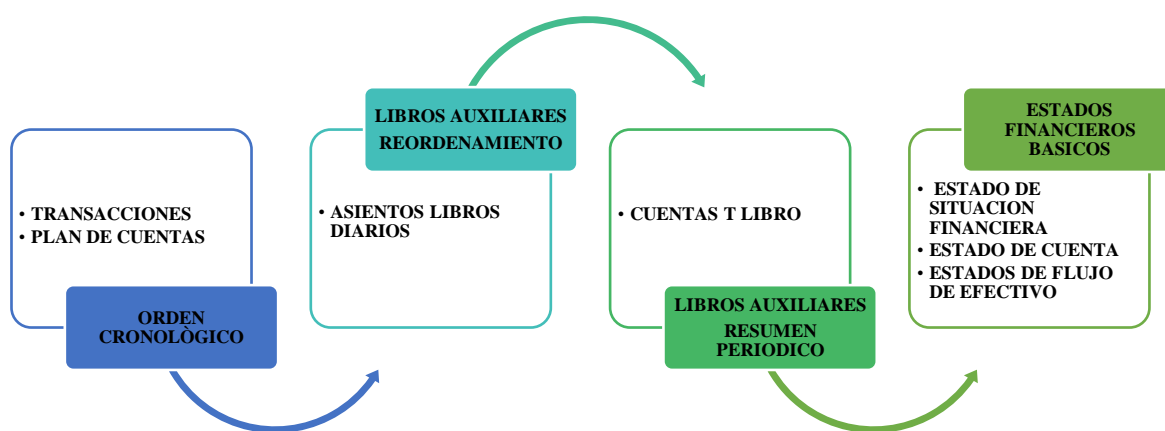 • TRANSACCIONES
• PLAN DE CUENTAS
ORDEN
CRONOLÒGICO
LIBROS AUXILIARES
REORDENAMIENTO
• ASIENTOS LIBROS
DIARIOS
• CUENTAS T LIBRO
LIBROS AUXILIARES
RESUMEN
PERIODICO
ESTADOS
FINANCIEROS
BASICOS
• ESTADO DE
SITUACION
FINANCIERA
• ESTADO DE CUENTA
• ESTADOS DE FLUJO
DE EFECTIVO